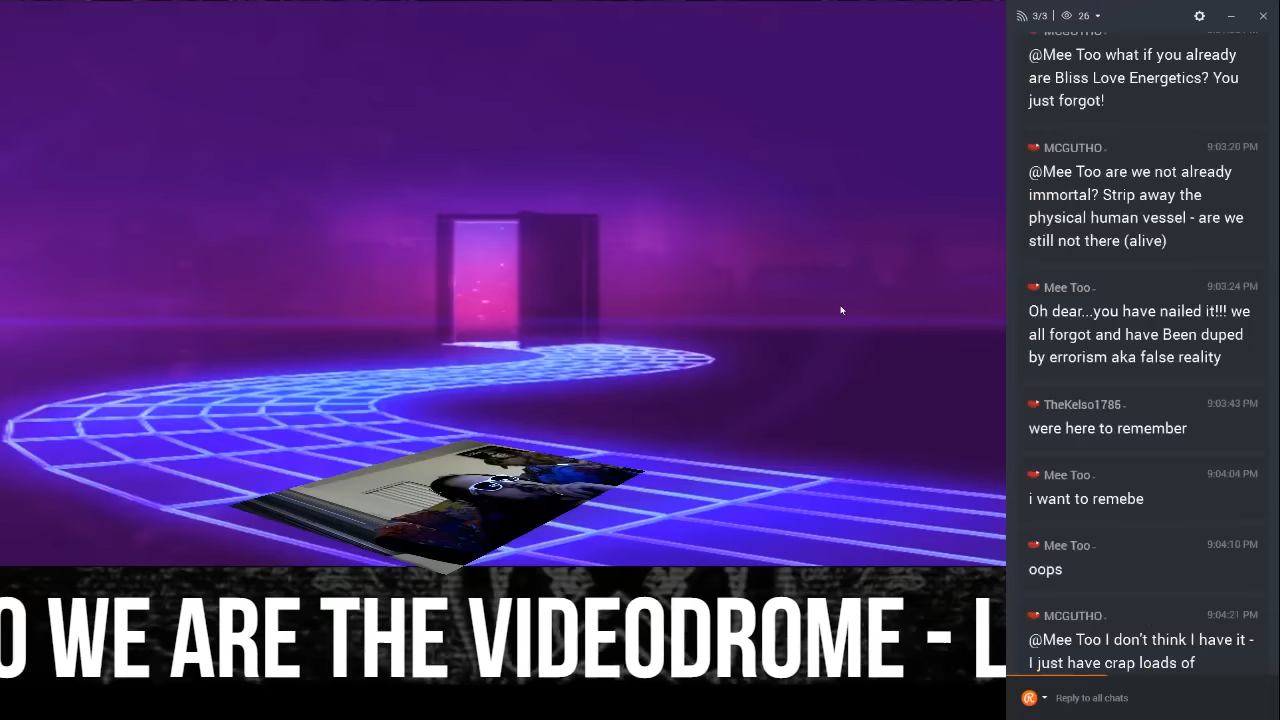 3/3 26
MCGUTHO
@Mee Too what if you already
are Bliss Love Energetics? You
just forgot!
MCGUTHO 9:03:20 PM
@Mee Too are we not already
immortal? Strip away the
physical human vessel - are we
still not there (alive)
Mee Too 9:03:24 PM
Oh dear...you have nailed it!!! we
all forgot and have Been duped
by errorism aka false reality
TheKelso1785 9:03:43 PM
were here to remember
Mee Too 9:04:04 PM
i want to remebe
Mee Too 9:04:10 PM
oops
MCGUTHO 9:04:21 PM
@Mee Too I don't think I have it -
I just have crap loads of
Reply to all chats
O WE ARE THE VIDEODROME - L